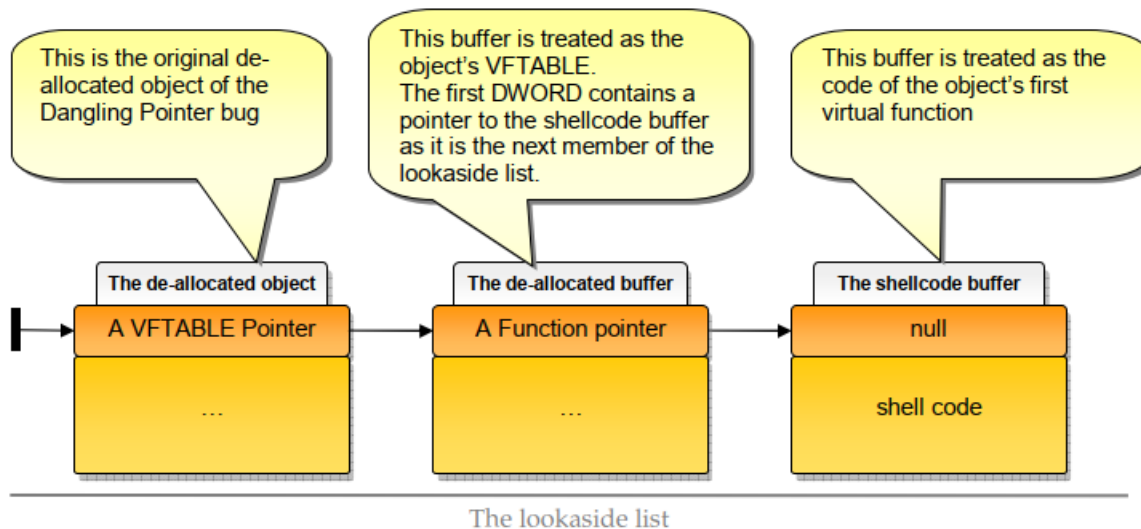 This is the original de-
allocated object of the
Dangling Pointer bug
This buffer is treated as the
object's VFTABLE.
The first DWORD contains a
pointer to the shellcode buffer
as it is the next member of the
lookaside list.
This buffer is treated as the
code of the object's first
virtual function
The de-allocated object
The de-allocated buffer
The shellcode buffer
A VFTABLE Pointer
A Function pointer
null
...
...
shell code
The lookaside list